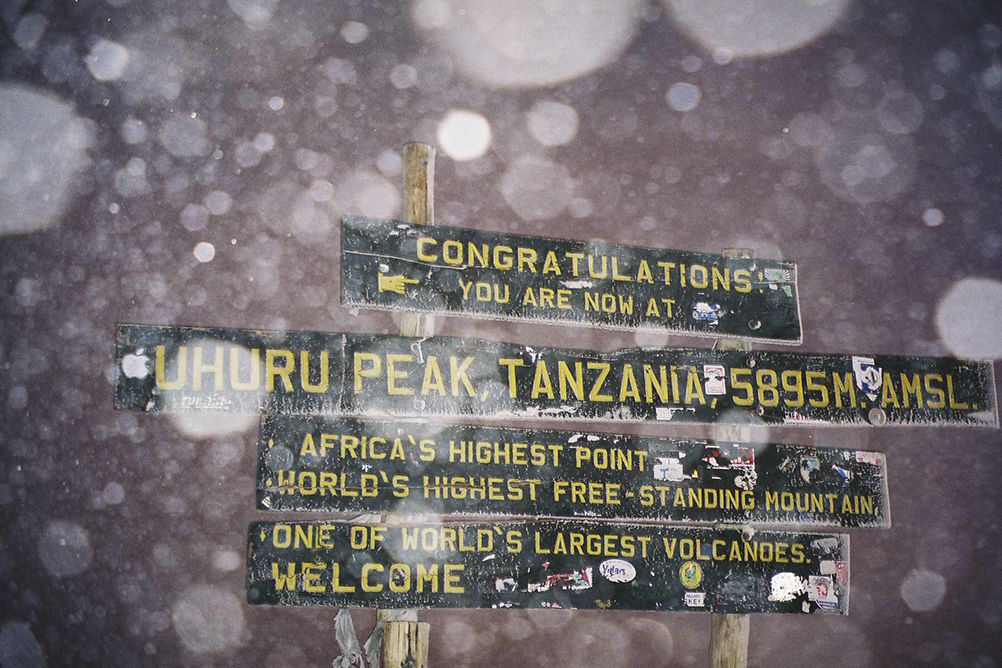 CONGRATULATIONS
YOU ARE NOW AT
UHURU PEAK, TANZANIA, 5895M. AMSL.
AFRICA`S HIGHEST POINT
WORLD`S HIGHEST FREE-STANDING MOUNTAIN
ONE OF WORLD`S LARGEST VOLCANOES.
WELCOME
Villars